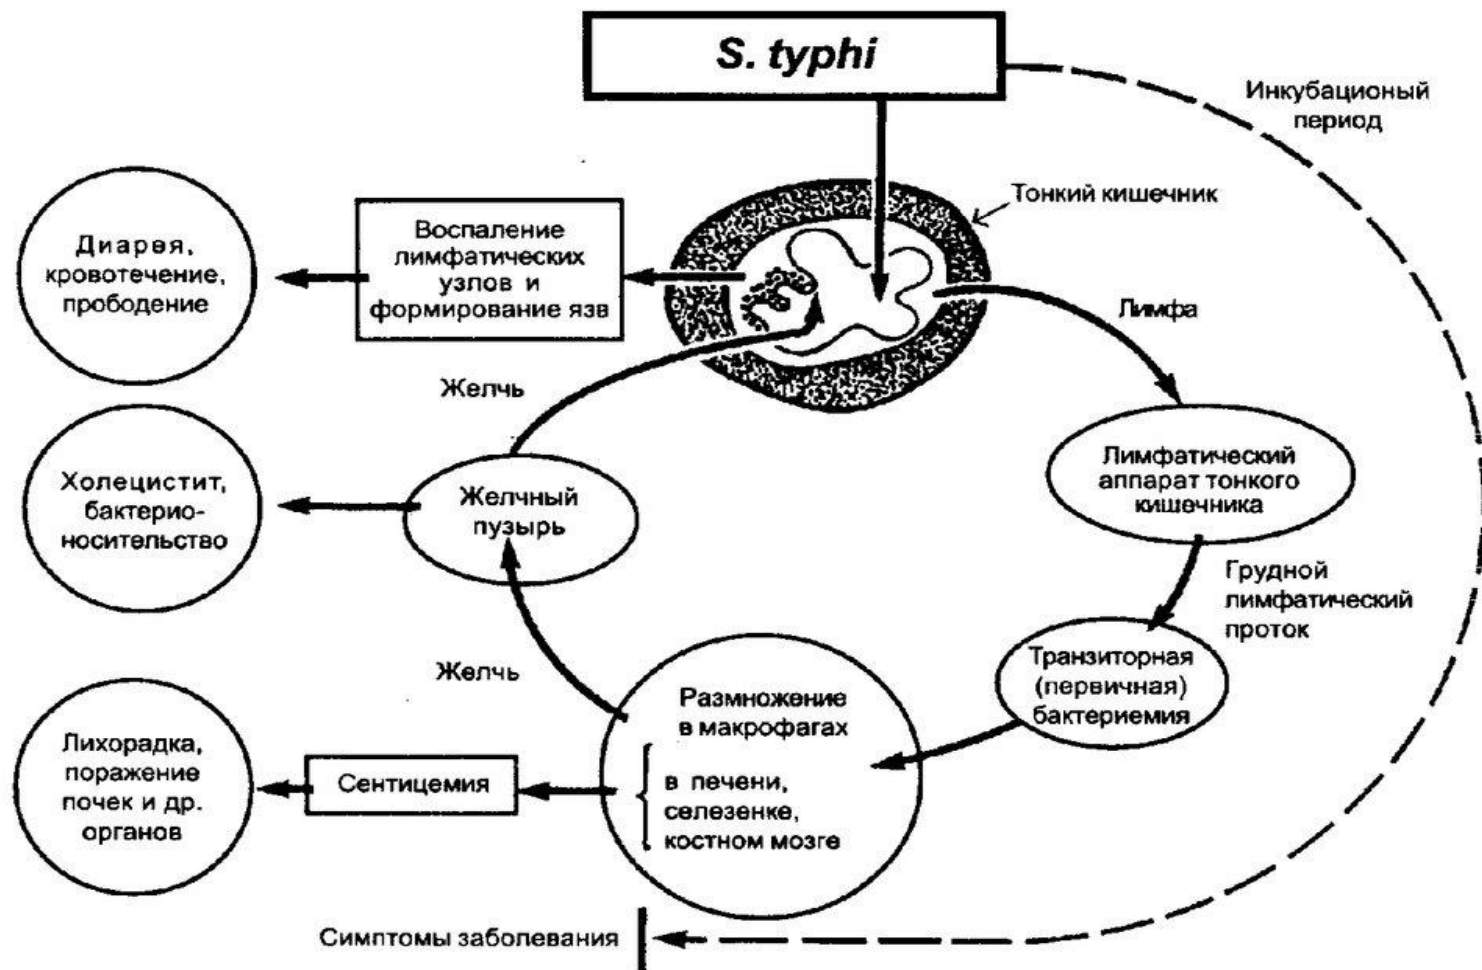 S. typhi
Инкубационый
период
Тонкий кишечник
Воспаление
лимфатических
узлов и
формирование язв
Диарея,
кровотечение,
прободение
Лимфа
Желчь
Лимфатический
аппарат тонкого
кишечника
Холецистит,
бактерио-
носительство
Желчный
пузырь
Грудной
лимфатический
проток
Транзиторная
(первичная)
бактериемия
Желчь
Размножение
в макрофагах
в печени,
селезенке,
костном мозге
Сентицемия
Лихорадка,
поражение
почек и др.
органов
Симптомы заболевания